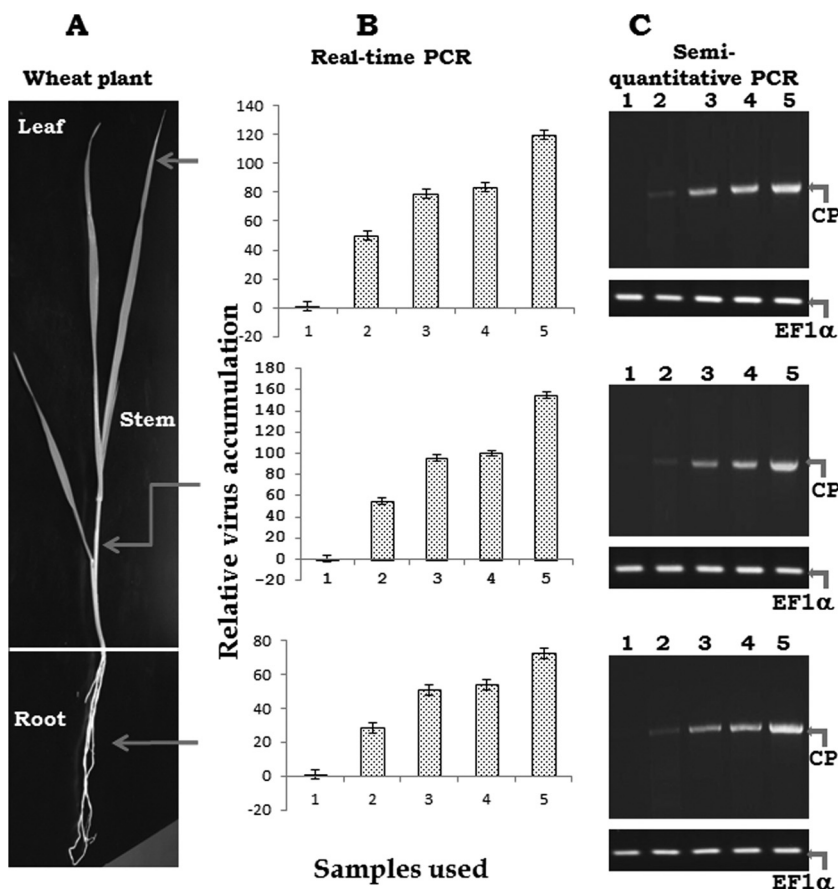 A
B
C
Wheat plant
Real-time PCR
Semi-
quantitative PCR
Leaf
Stem
Root
Relative virus accumulation
140
120
100
80
60
40
20
0
-20
1 2 3 4 5
180
160
140
120
100
80
60
40
20
0
-20
1 2 3 4 5
80
60
40
20
0
-20
1 2 3 4 5
Samples used
1 2 3 4 5
CP
EF1α
1 2 3 4 5
CP
EF1α
1 2 3 4 5
CP
EF1α